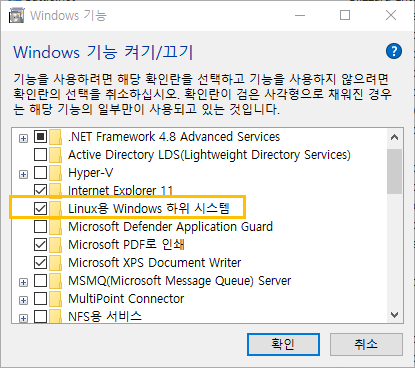 Windows 기능
Windows 기능 켜기/끄기
기능을 사용하려면 해당 확인란을 선택하고 기능을 사용하지 않으려면
확인란의 선택을 취소하십시오. 확인란이 검은 사각형으로 채워진 경우
는 해당 기능의 일부만이 사용되고 있는 것입니다.
.NET Framework 4.8 Advanced Services
Active Directory LDS(Lightweight Directory Services)
Hyper-V
Internet Explorer 11
Linux용 Windows 하위 시스템
Microsoft Defender Application Guard
Microsoft PDF로 인쇄
Microsoft XPS Document Writer
MSMQ(Microsoft Message Queue) Server
MultiPoint Connector
NFS용 서비스
확인
취소